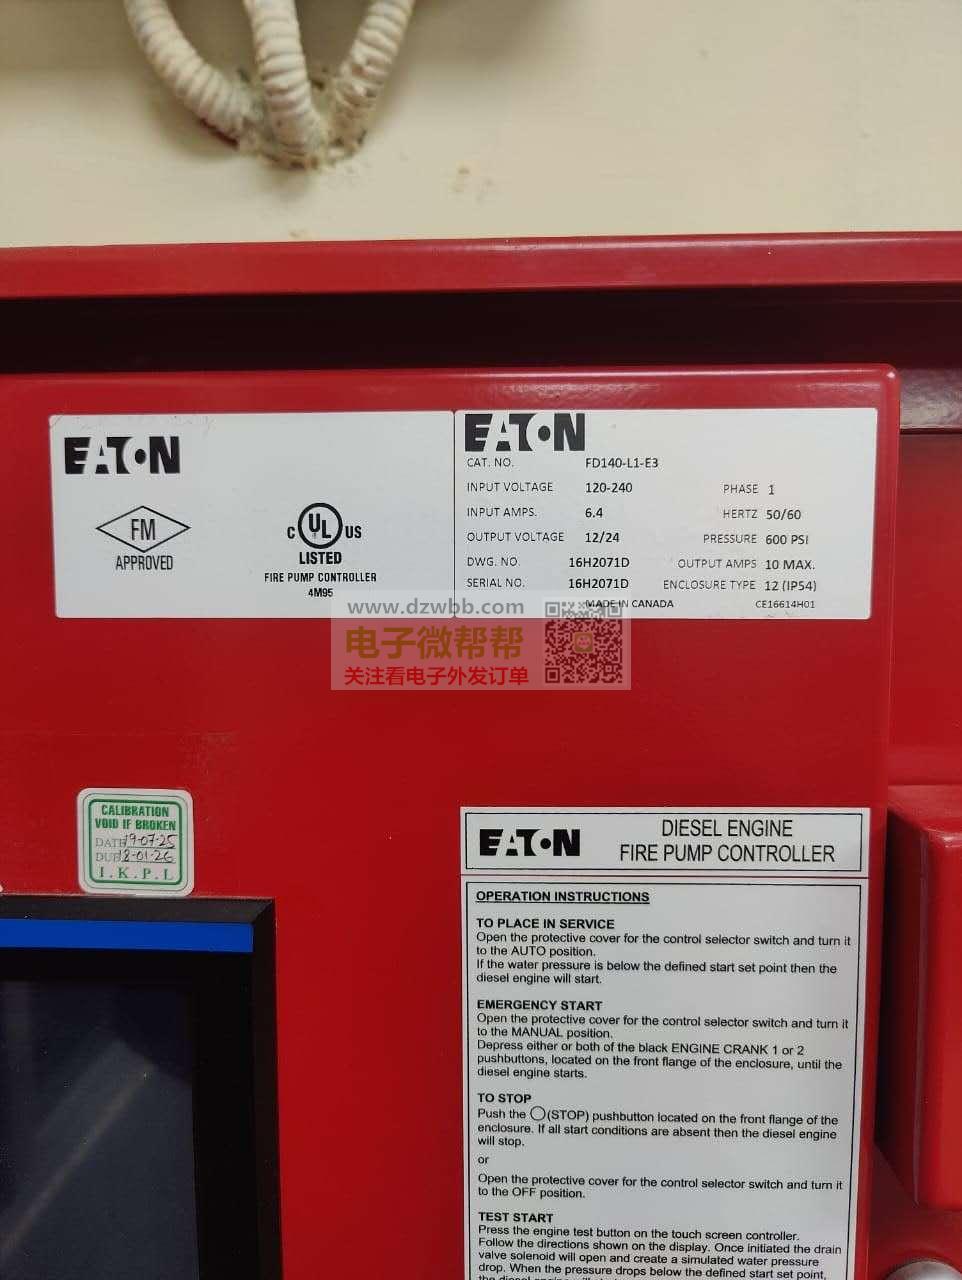 EATON
FM
APPROVED
C UL US
LISTED
FIRE PUMP CONTROLLER
4M95
EATON
CAT. NO. FD140-L1-E3
INPUT VOLTAGE 120-240 PHASE 1
INPUT AMPS. 6.4 HERTZ 50/60
OUTPUT VOLTAGE 12/24 PRESSURE 600 PSI
DWG. NO. 16H2071D OUTPUT AMPS 10 MAX.
SERIAL NO. 16H2071D ENCLOSURE TYPE 12 (IP54)
MADE IN CANADA CE16614H01
www.dzwbb.com
电子微帮帮
关注看电子外发订单
CALIBRATION
VOID IF BROKEN
DATE 19-07-25
DUE 18-01-26
I.K.P.L
EATON
DIESEL ENGINE
FIRE PUMP CONTROLLER
OPERATION INSTRUCTIONS
TO PLACE IN SERVICE
Open the protective cover for the control selector switch and turn it
to the AUTO position.
If the water pressure is below the defined start set point then the
diesel engine will start.
EMERGENCY START
Open the protective cover for the control selector switch and turn it
to the MANUAL position.
Depress either or both of the black ENGINE CRANK 1 or 2
pushbuttons, located on the front flange of the enclosure, until the
diesel engine starts.
TO STOP
Push the ◯(STOP) pushbutton located on the front flange of the
enclosure. If all start conditions are absent then the diesel engine
will stop.
or
Open the protective cover for the control selector switch and turn it
to the OFF position.
TEST START
Press the engine test button on the touch screen controller.
Follow the directions shown on the display. Once initiated the drain
valve solenoid will open and create a simulated water pressure
drop. When the pressure drops below the defined start set point,